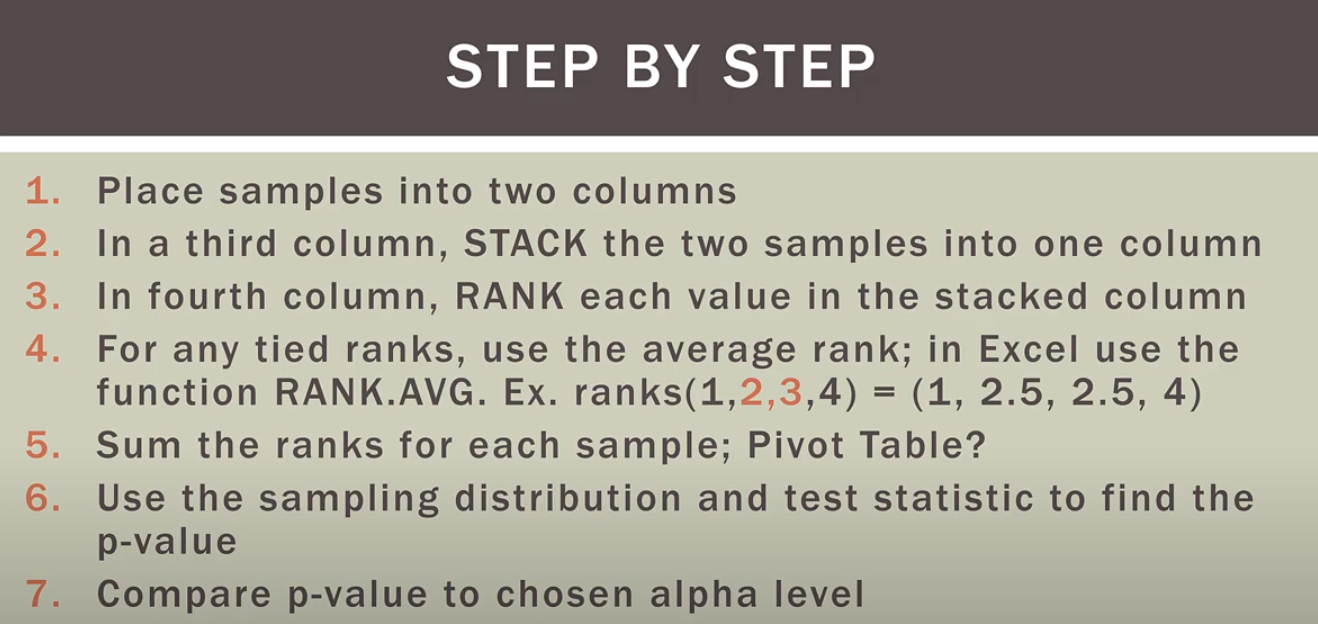 STEP BY STEP
1. Place samples into two columns
2. In a third column, STACK the two samples into one column
3. In fourth column, RANK each value in the stacked column
4. For any tied ranks, use the average rank; in Excel use the
function RANK.AVG. Ex. ranks(1,2,3,4) = (1, 2.5, 2.5, 4)
5. Sum the ranks for each sample; Pivot Table?
6. Use the sampling distribution and test statistic to find the
p-value
7. Compare p-value to chosen alpha level